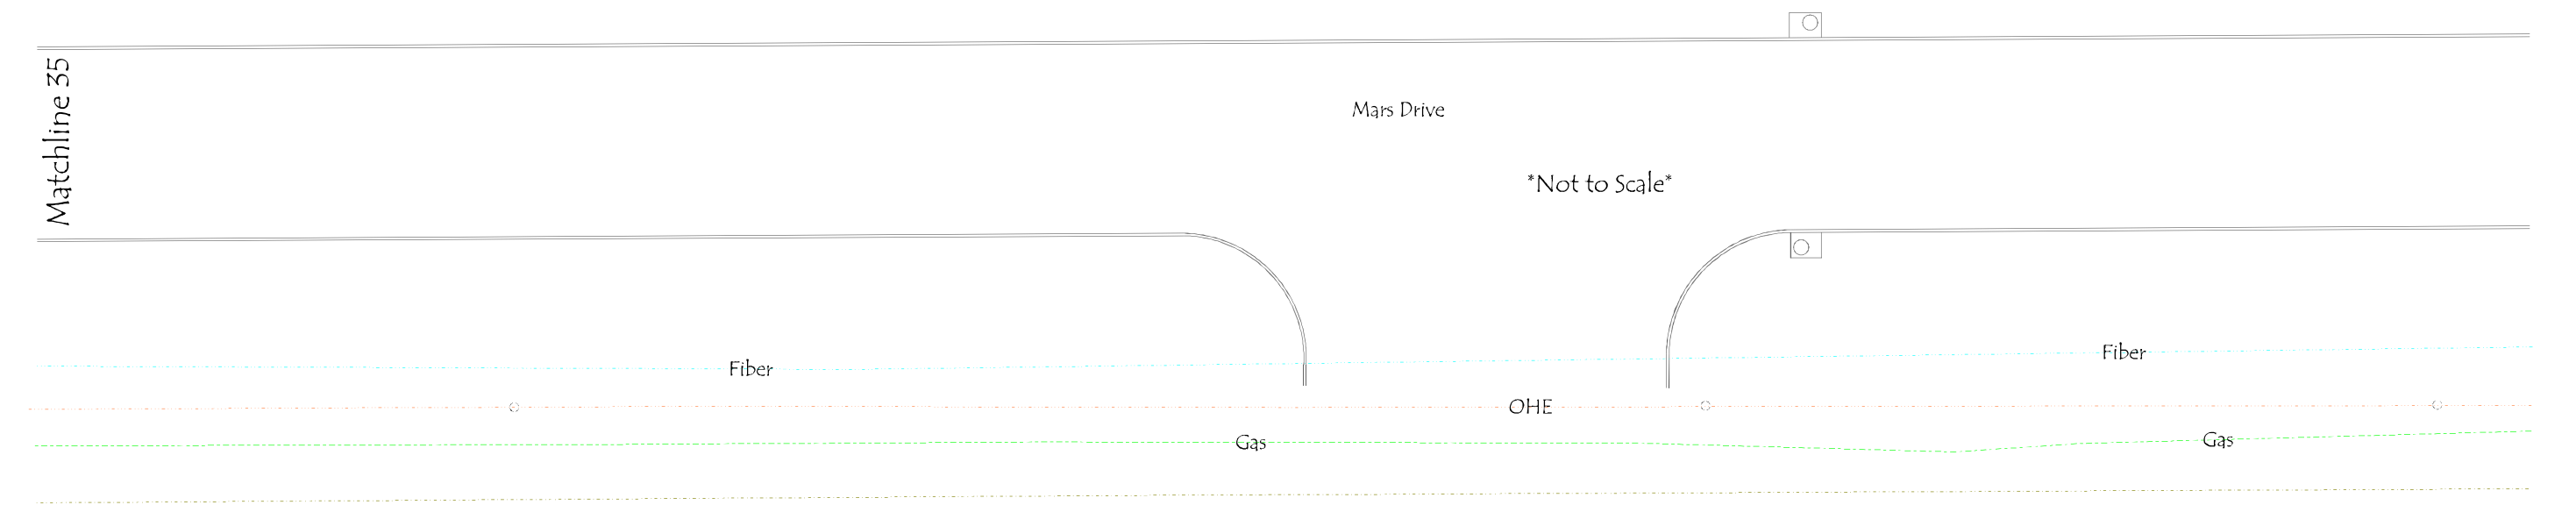 Matchline 35
Mars Drive
*Not to Scale*
Fiber
Fiber
OHE
Gas
Gas